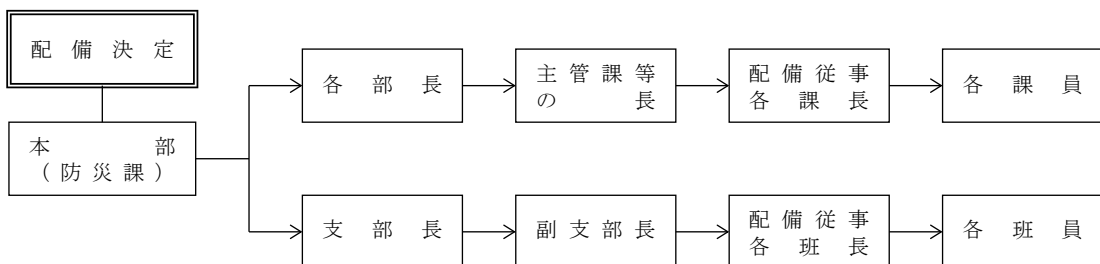 配備決定
本部
（防災課）
各部長
主管課等
の長
配備従事
各課長
各課員
支部長
副支部長
配備従事
各班長
各班員